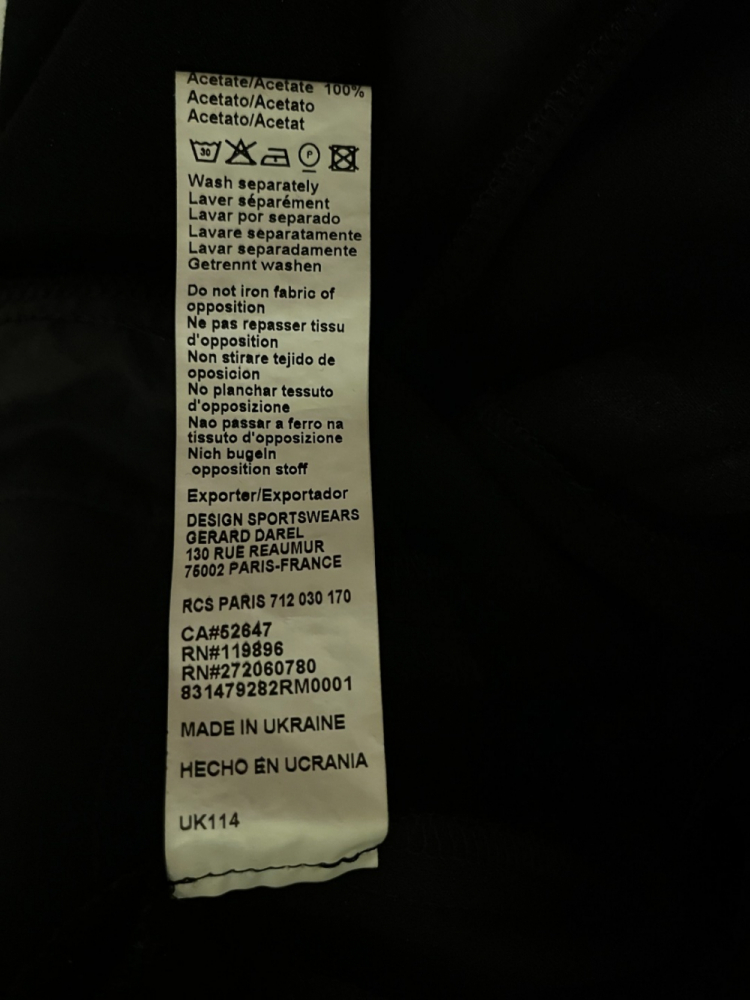 Acetate/Acetate 100%
Acetato/Acetato
Acetato/Acetat
30 P
Wash separately
Laver séparément
Lavar por separado
Lavare separatamente
Lavar separadamente
Getrennt washen
Do not iron fabric of
opposition
Ne pas repasser tissu
d'opposition
Non stirare tejido de
oposicion
No planchar tessuto
d'opposizione
Nao passar a ferro na
tissuto d'opposizione
Nich bugeln
opposition stoff
Exporter/Exportador
DESIGN SPORTSWEARS
GERARD DAREL
130 RUE REAUMUR
75002 PARIS-FRANCE
RCS PARIS 712 030 170
CA#52647
RN#119896
RN#272060780
831479282RM0001
MADE IN UKRAINE
HECHO EN UCRANIA
UK114